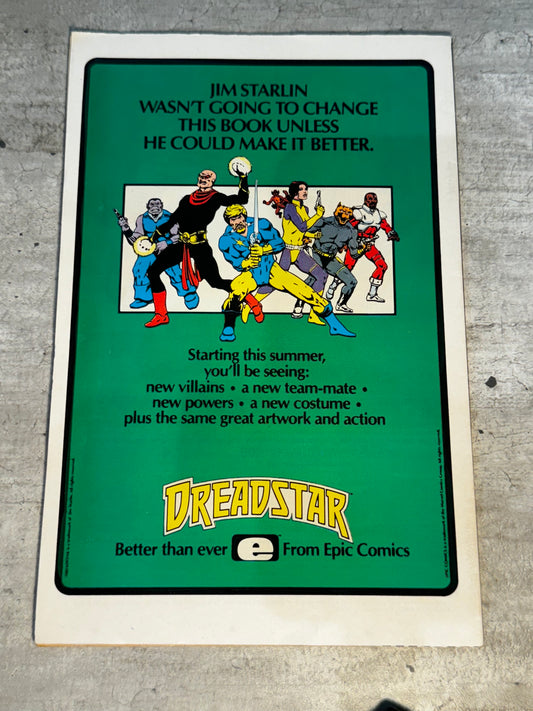 JIM STARLIN
WASN'T GOING TO CHANGE
THIS BOOK UNLESS
HE COULD MAKE IT BETTER.
Starting this summer,
you'll be seeing:
new villains • a new team-mate •
new powers • a new costume •
plus the same great artwork and action
DREADSTAR
Better than ever e From Epic Comics